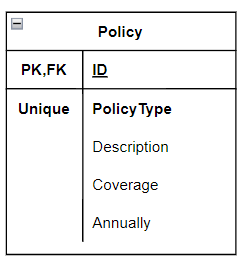 Policy
PK,FK ID
Unique PolicyType
Description
Coverage
Annually